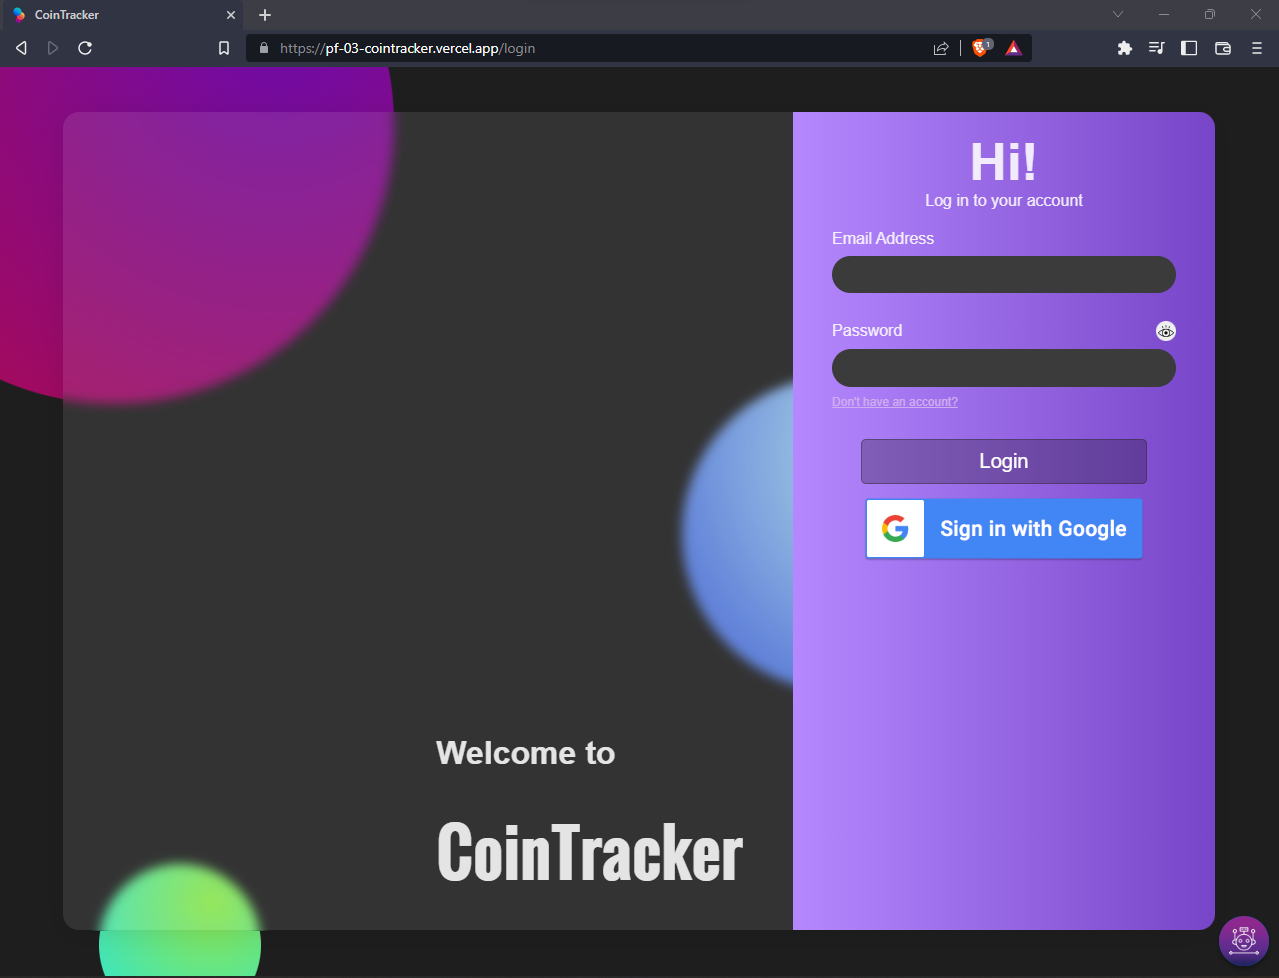 CoinTracker
https://pf-03-cointracker.vercel.app/login
1
Hi!
Log in to your account
Email Address
Password
Don't have an account?
Login
Sign in with Google
Welcome to
CoinTracker